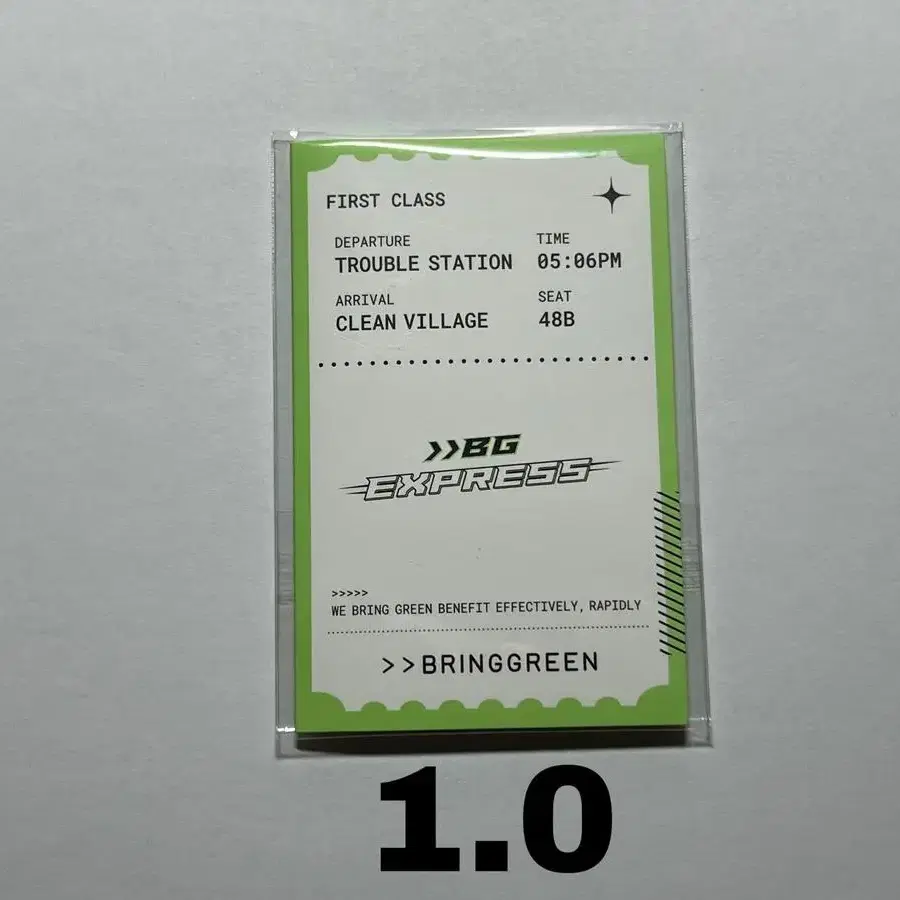 FIRST CLASS
DEPARTURE TIME
TROUBLE STATION 05:06PM
ARRIVAL SEAT
CLEAN VILLAGE 48B
>>BG
EXPRESS
>>>>>
WE BRING GREEN BENEFIT EFFECTIVELY, RAPIDLY
>>BRINGGREEN
1.0